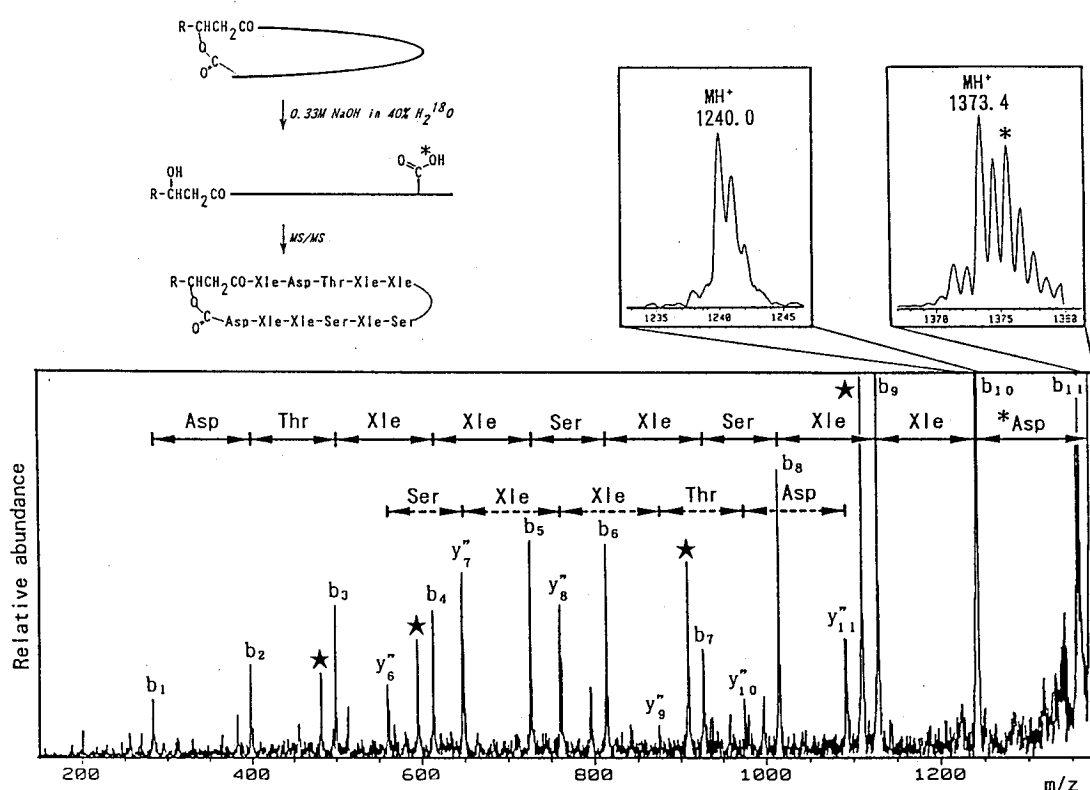 R-CHCH2CO
O
O C
0.33M NaOH in 40% H2 18O
OH
R-CHCH2CO
*
O C OH
MS/MS
R-CHCH2CO-Xle-Asp-Thr-Xle-Xle
O
O C Asp-Xle-Xle-Ser-Xle-Ser
MH+
1240.0
1235 1240 1245
MH+
1373.4
*
1370 1375 1380
Relative abundance
★ b9 b10 b11
Asp Thr Xle Xle Ser Xle Ser Xle Xle *Asp
b8
Ser Xle Xle Thr Asp
y"7 b5 b6
★
b3 b4 y"8
★ ★ b7 y"11
b2 y"6 y"10
b1 y"9
200 400 600 800 1000 1200
m/z